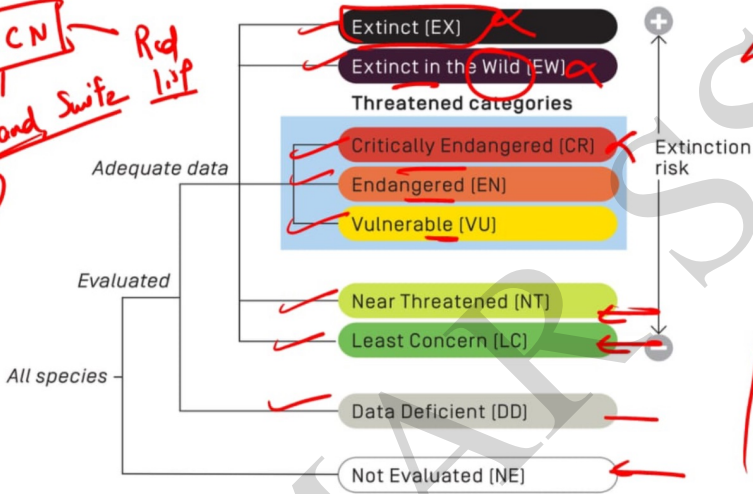 CN
Red
list
and Switz
Extinct (EX)
Extinct in the Wild (EW)
Threatened categories
Critically Endangered (CR)
Extinction
risk
Adequate data
Endangered (EN)
Vulnerable (VU)
Evaluated
Near Threatened (NT)
Least Concern (LC)
All species
Data Deficient (DD)
Not Evaluated (NE)